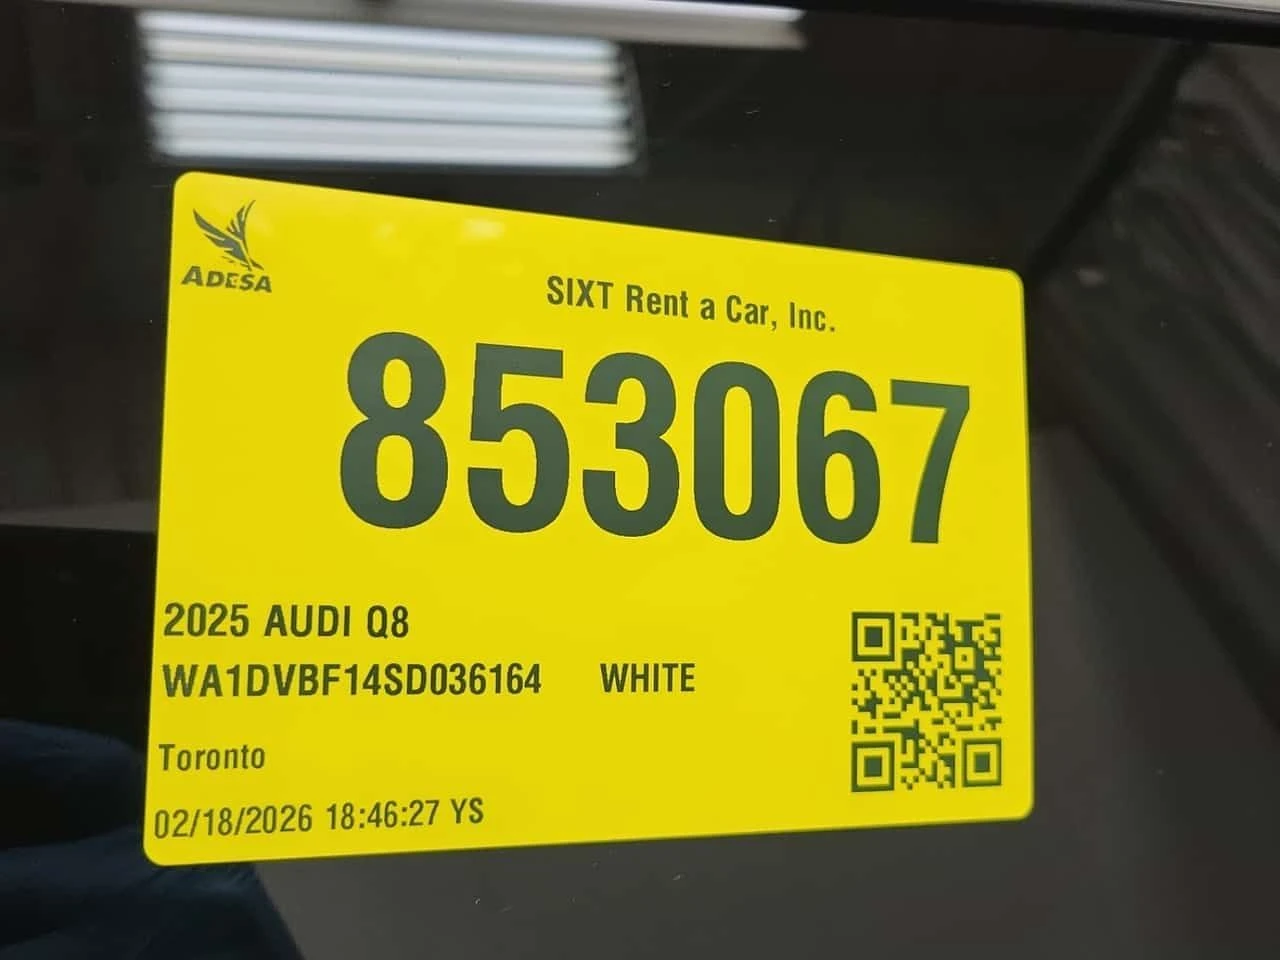 ADESA
SIXT Rent a Car, Inc.
853067
2025 AUDI Q8
WA1DVBF14SD036164 WHITE
Toronto
02/18/2026 18:46:27 YS